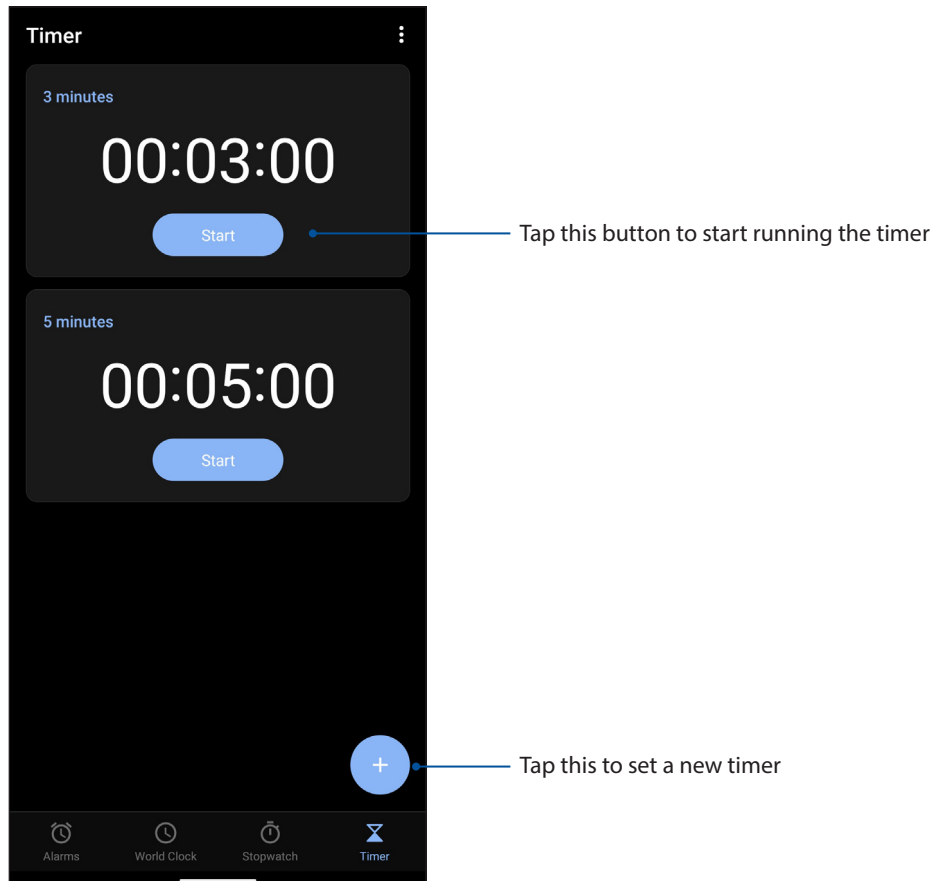 Timer
3 minutes
00:03:00
Start
Tap this button to start running the timer
5 minutes
00:05:00
Start
+
Tap this to set a new timer
Alarms
World Clock
Stopwatch
Timer